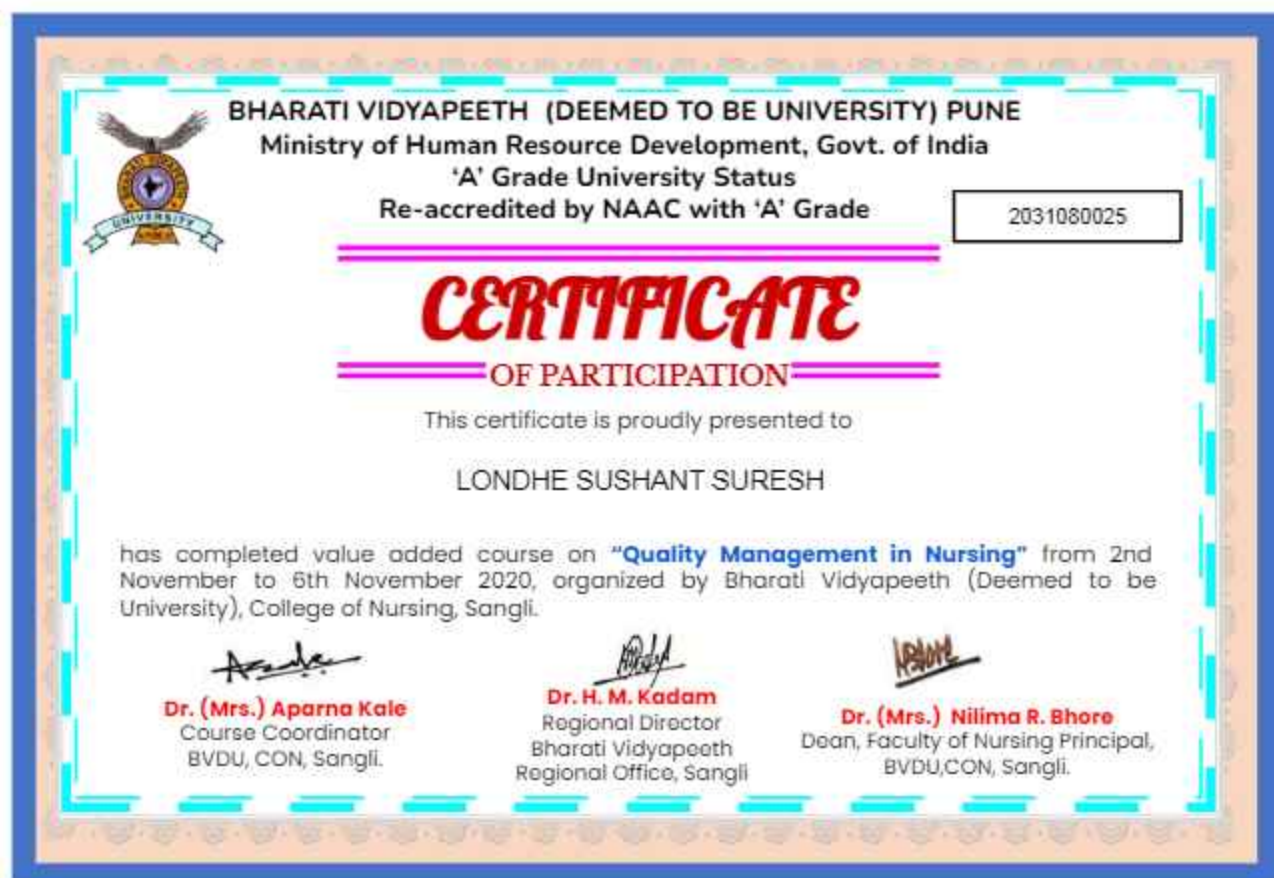 BHARATI VIDYAPEETH (DEEMED TO BE UNIVERSITY) PUNE
Ministry of Human Resource Development, Govt. of India
‘A’ Grade University Status
Re-accredited by NAAC with ‘A’ Grade
2031080025
BHARATI VIDYAPEETH
UNIVERSITY
CERTIFICATE
OF PARTICIPATION
This certificate is proudly presented to
LONDHE SUSHANT SURESH
has completed value added course on “Quality Management in Nursing” from 2nd
November to 6th November 2020, organized by Bharati Vidyapeeth (Deemed to be
University), College of Nursing, Sangli.
Dr. (Mrs.) Aparna Kale
Course Coordinator
BVDU, CON, Sangli.
Dr. H. M. Kadam
Regional Director
Bharati Vidyapeeth
Regional Office, Sangli
Dr. (Mrs.) Nilima R. Bhore
Dean, Faculty of Nursing Principal,
BVDU,CON, Sangli.